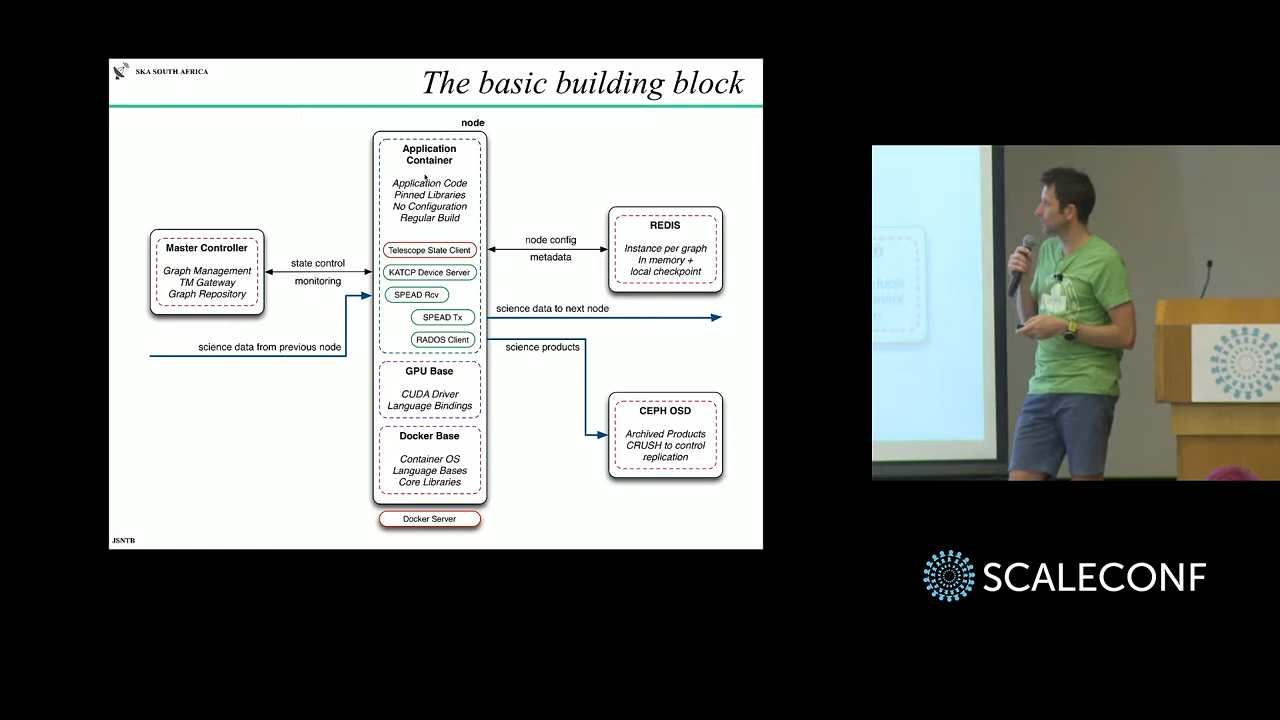 SKA SOUTH AFRICA
The basic building block
node
Application
Container
Application Code
Pinned Libraries
No Configuration
Regular Build
Telescope State Client
KATCP Device Server
SPEAD Rcv
SPEAD Tx
RADOS Client
GPU Base
CUDA Driver
Language Bindings
Docker Base
Container OS
Language Bases
Core Libraries
Docker Server
Master Controller
Graph Management
TM Gateway
Graph Repository
state control
monitoring
science data from previous node
node config
metadata
REDIS
Instance per graph
In memory +
local checkpoint
science data to next node
science products
CEPH OSD
Archived Products
CRUSH to control
replication
JSNTB
SCALECONF